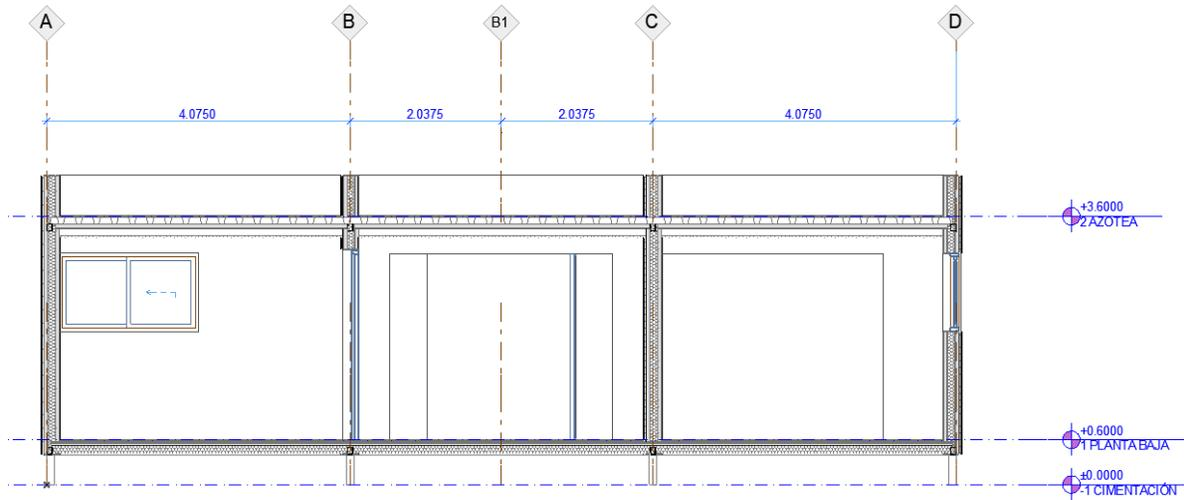 A B B1 C D
4.0750 2.0375 2.0375 4.0750
+3.6000
2 AZOTEA
+0.6000
1 PLANTA BAJA
±0.0000
-1 CIMENTACIÓN